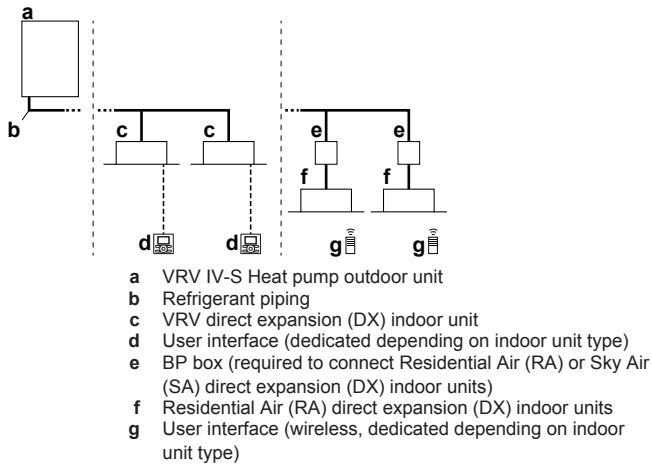 a
b
c c
e e
f f
d d
g g
a VRV IV-S Heat pump outdoor unit
b Refrigerant piping
c VRV direct expansion (DX) indoor unit
d User interface (dedicated depending on indoor unit type)
e BP box (required to connect Residential Air (RA) or Sky Air
(SA) direct expansion (DX) indoor units)
f Residential Air (RA) direct expansion (DX) indoor units
g User interface (wireless, dedicated depending on indoor
unit type)